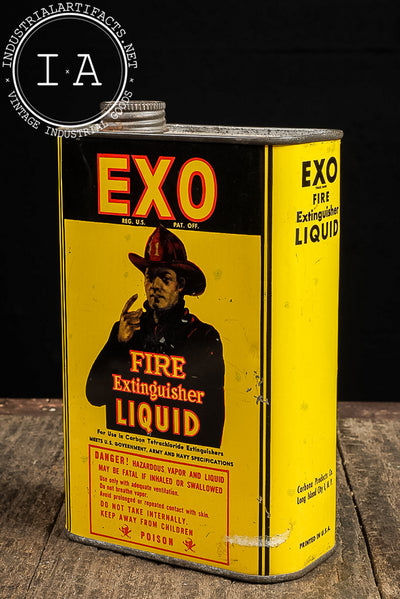 INDUSTRIALARTIFACTS.NET
I x A
VINTAGE INDUSTRIAL GOODS
EXO
REG. U.S. PAT. OFF.
1
FIRE
Extinguisher
LIQUID
For Use in Carbon Tetrachloride Extinguishers
MEETS U.S. GOVERNMENT, ARMY AND NAVY SPECIFICATIONS
DANGER! HAZARDOUS VAPOR AND LIQUID
MAY BE FATAL IF INHALED OR SWALLOWED
Use only with adequate ventilation.
Do not breathe vapor.
Avoid prolonged or repeated contact with skin.
DO NOT TAKE INTERNALLY.
KEEP AWAY FROM CHILDREN
POISON
EXO
FIRE
Extinguisher
LIQUID
Carbona Products Co.
Long Island City 1, N.Y.
PRINTED IN U.S.A.